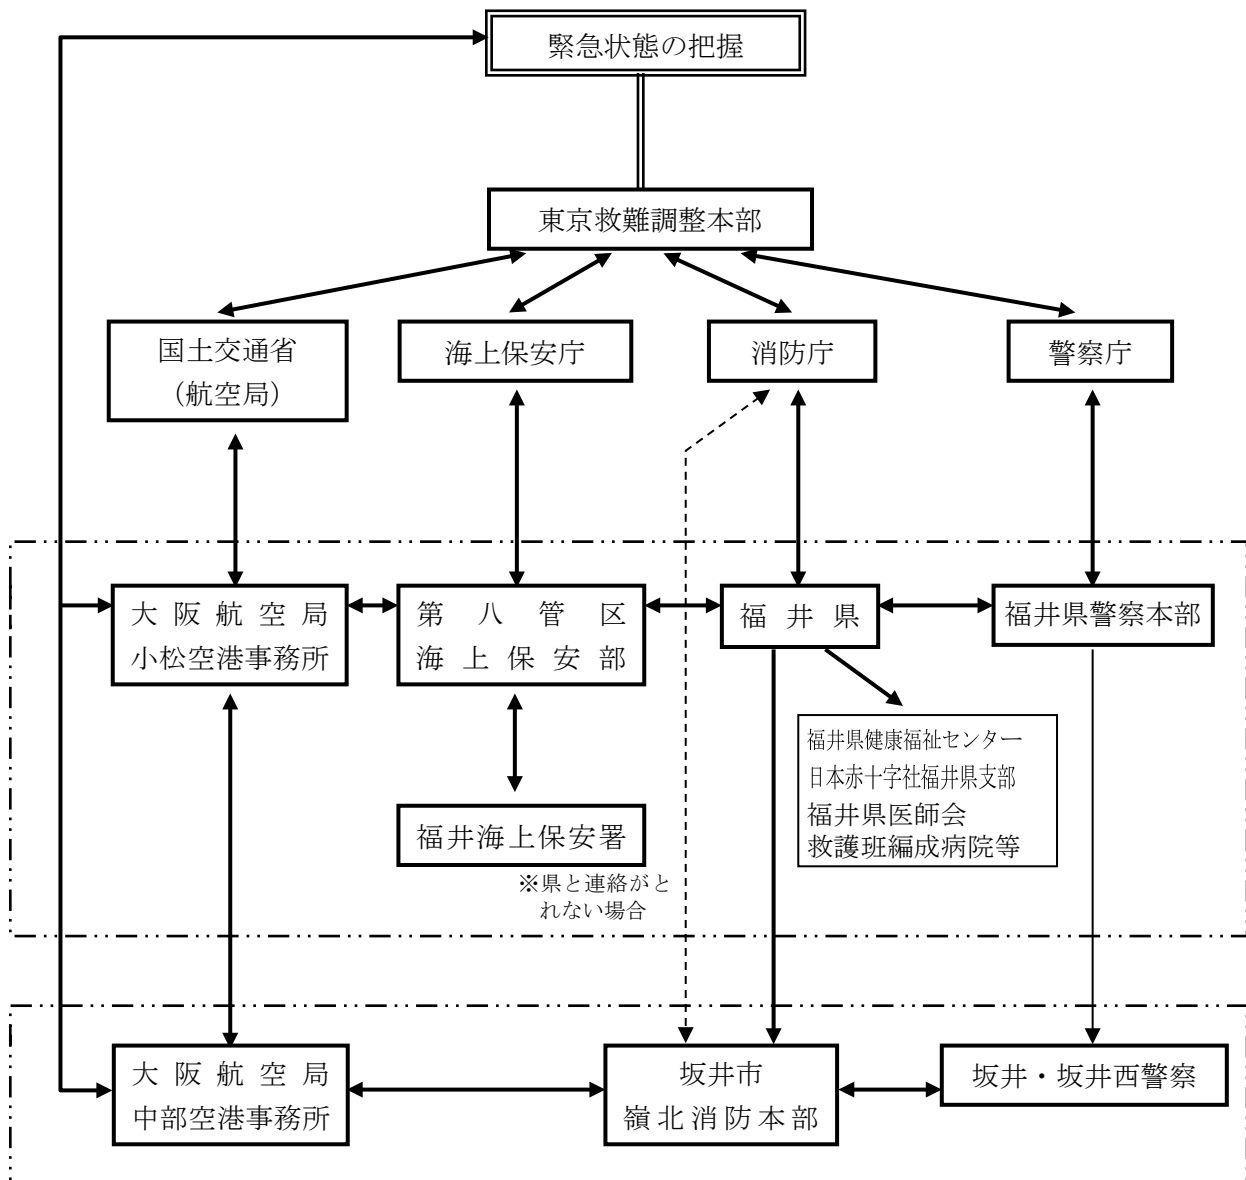 緊急状態の把握
東京救難調整本部
国土交通省
（航空局）
海上保安庁
消防庁
警察庁
大阪航空局
小松空港事務所
第八管区
海上保安部
福井県
福井県警察本部
福井県健康福祉センター
日本赤十字社福井県支部
福井県医師会
救護班編成病院等
福井海上保安署
※県と連絡がと
れない場合
大阪航空局
中部空港事務所
坂井市
嶺北消防本部
坂井・坂井西警察